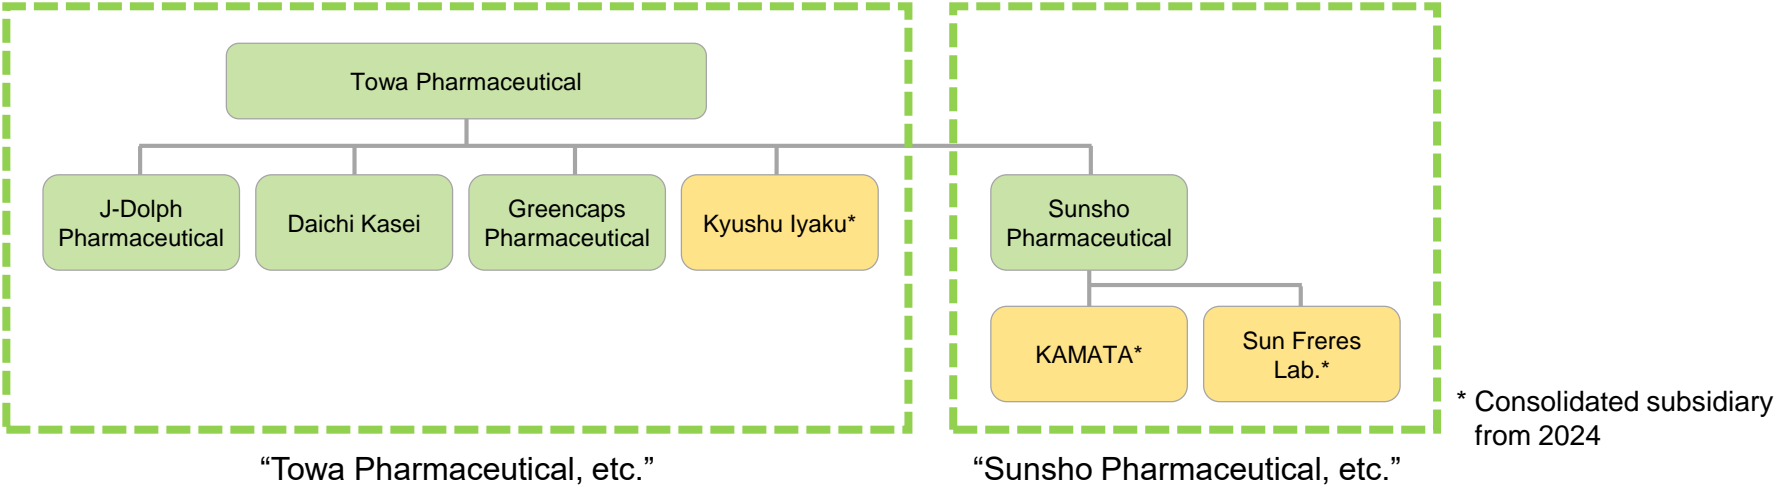 Towa Pharmaceutical
J-Dolph
Pharmaceutical
Daichi Kasei
Greencaps
Pharmaceutical
Kyushu Iyaku*
Sunsho
Pharmaceutical
KAMATA*
Sun Freres
Lab.*
* Consolidated subsidiary
from 2024
“Towa Pharmaceutical, etc.”
“Sunsho Pharmaceutical, etc.”